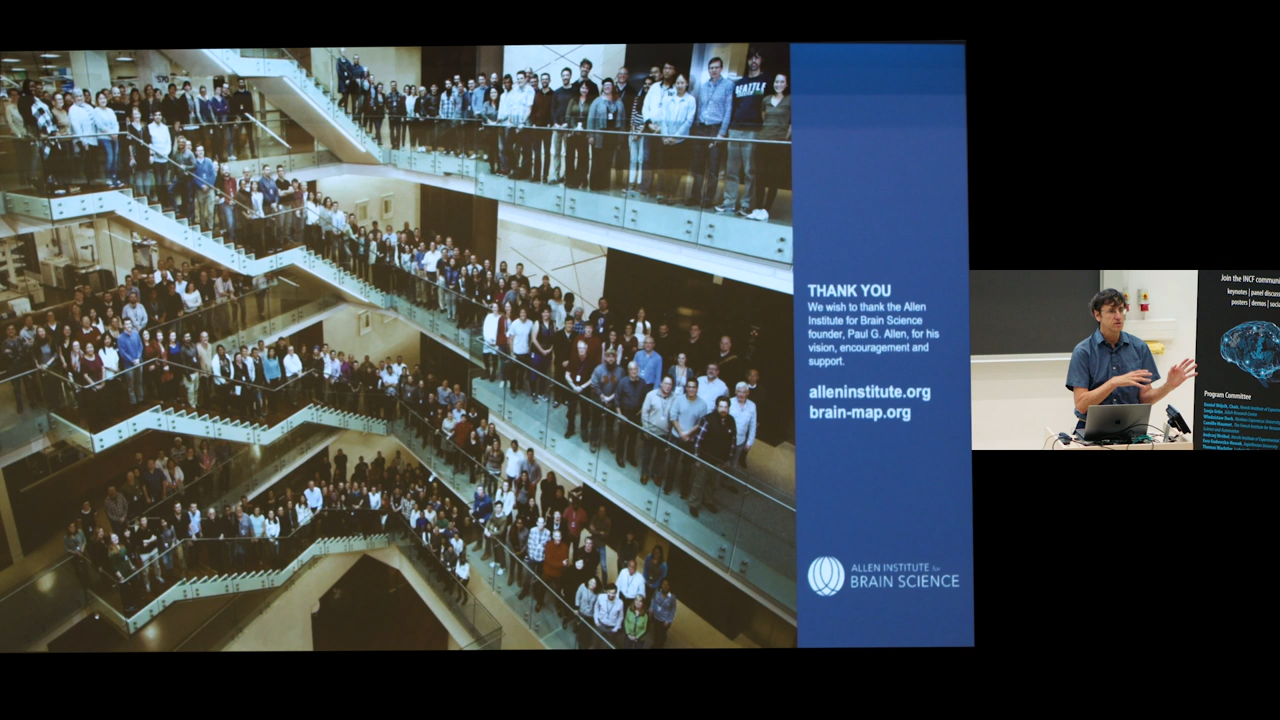 SEATTLE
THANK YOU
We wish to thank the Allen
Institute for Brain Science
founder, Paul G. Allen, for his
vision, encouragement and
support.
alleninstitute.org
brain-map.org
ALLEN INSTITUTE for
BRAIN SCIENCE
Join the INCF commun
keynotes | panel discus
posters | demos | socia
Program Committee